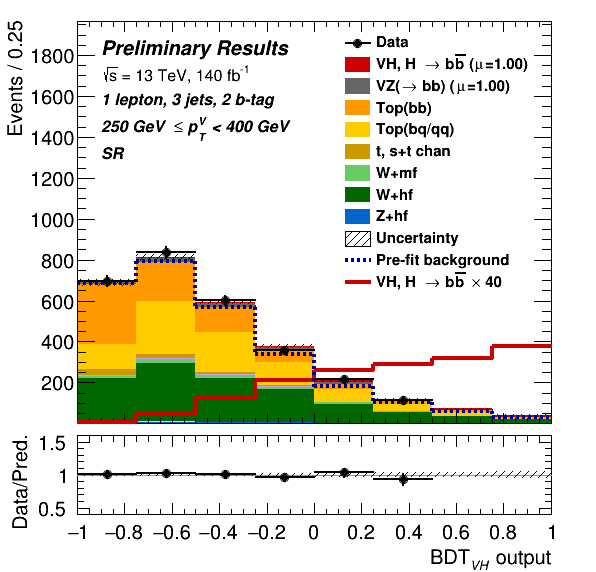 Events / 0.25
1800
1600
1400
1200
1000
800
600
400
200
Preliminary Results
√s = 13 TeV, 140 fb⁻¹
1 lepton, 3 jets, 2 b-tag
250 GeV ≤ p_T^V < 400 GeV
SR
Data
VH, H → bb̅ (μ=1.00)
VZ(→ bb) (μ=1.00)
Top(bb)
Top(bq/qq)
t, s+t chan
W+mf
W+hf
Z+hf
Uncertainty
Pre-fit background
VH, H → bb̅ × 40
Data/Pred.
1.5
1
0.5
−1 −0.8 −0.6 −0.4 −0.2 0 0.2 0.4 0.6 0.8 1
BDT_VH output